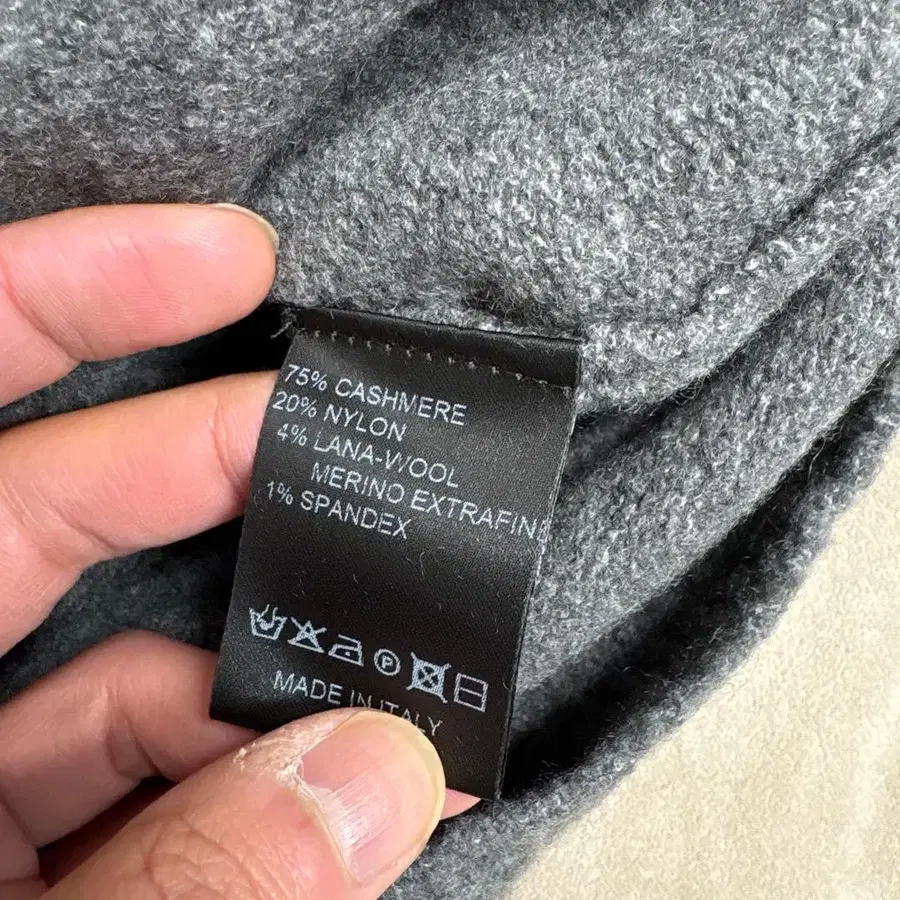 75% CASHMERE
20% NYLON
4% LANA-WOOL
MERINO EXTRAFINE
1% SPANDEX
P
MADE IN ITALY